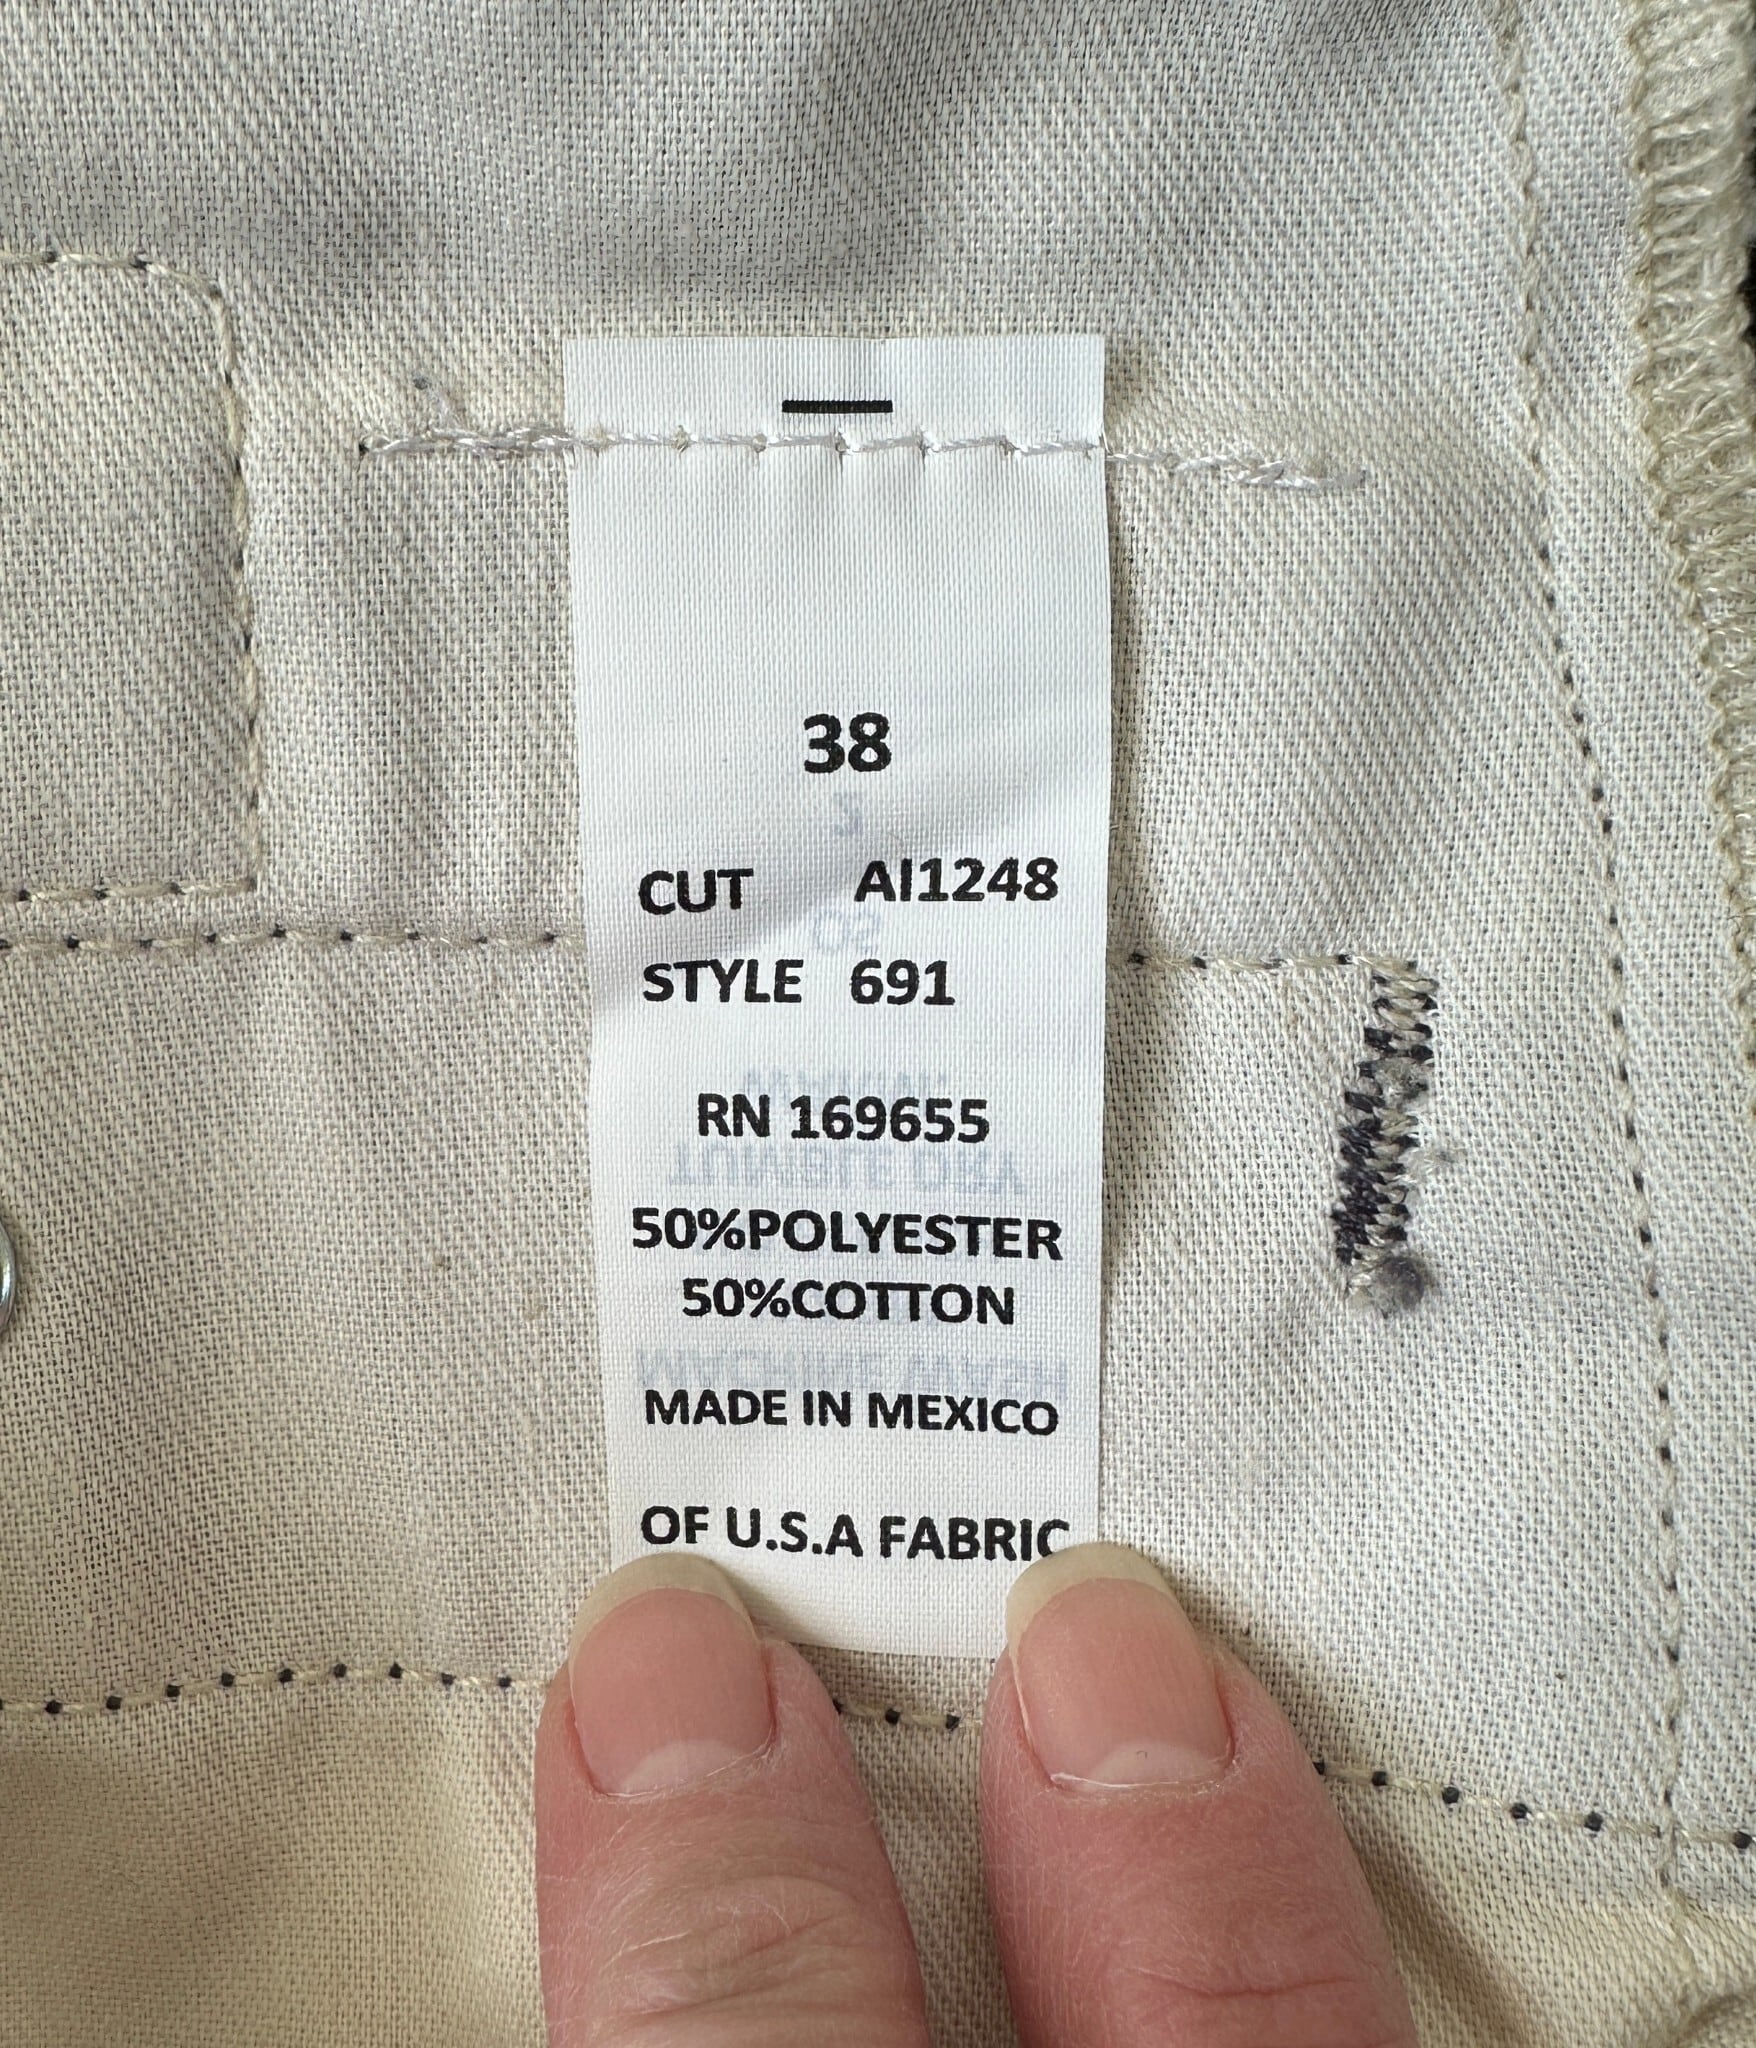 38
CUT AI1248
STYLE 691
RN 169655
50%POLYESTER
50%COTTON
MADE IN MEXICO
OF U.S.A FABRIC